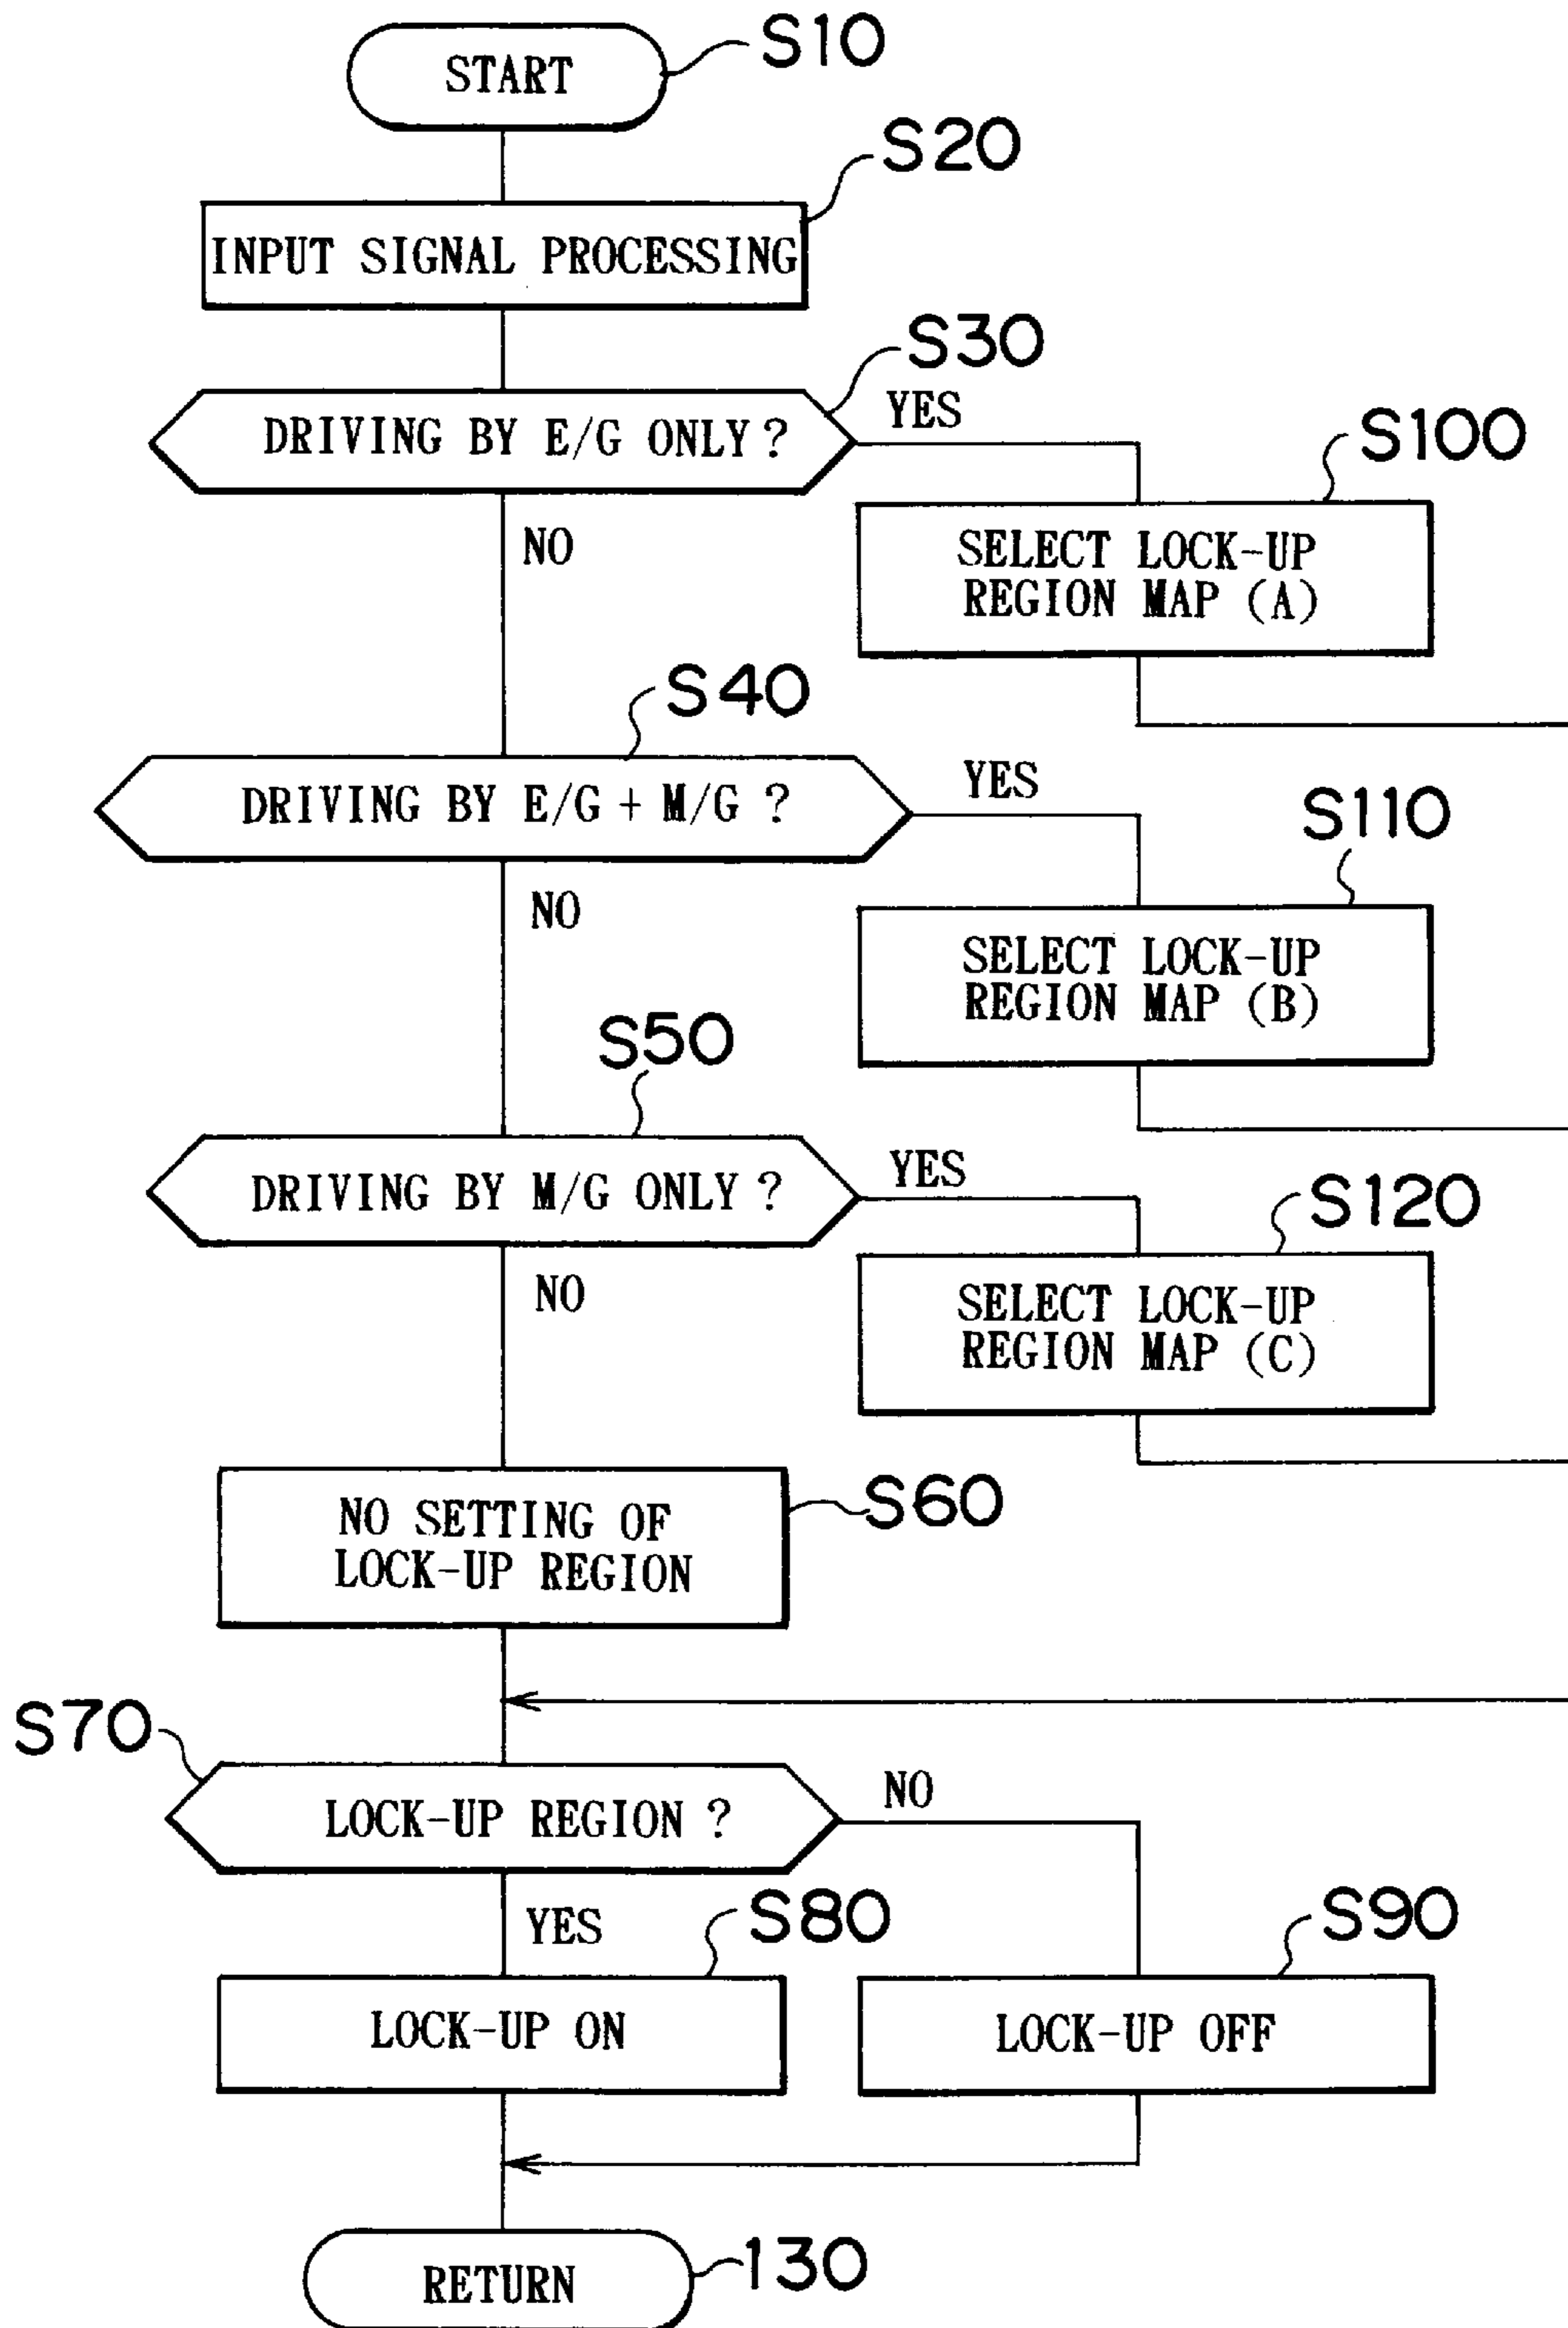 START
S10
S20
INPUT SIGNAL PROCESSING
S30
DRIVING BY E/G ONLY ?
YES
NO
S100
SELECT LOCK-UP
REGION MAP (A)
S40
DRIVING BY E/G + M/G ?
YES
NO
S110
SELECT LOCK-UP
REGION MAP (B)
S50
DRIVING BY M/G ONLY ?
YES
NO
S120
SELECT LOCK-UP
REGION MAP (C)
NO SETTING OF
LOCK-UP REGION
S60
S70
LOCK-UP REGION ?
NO
YES
S80
LOCK-UP ON
S90
LOCK-UP OFF
RETURN
130